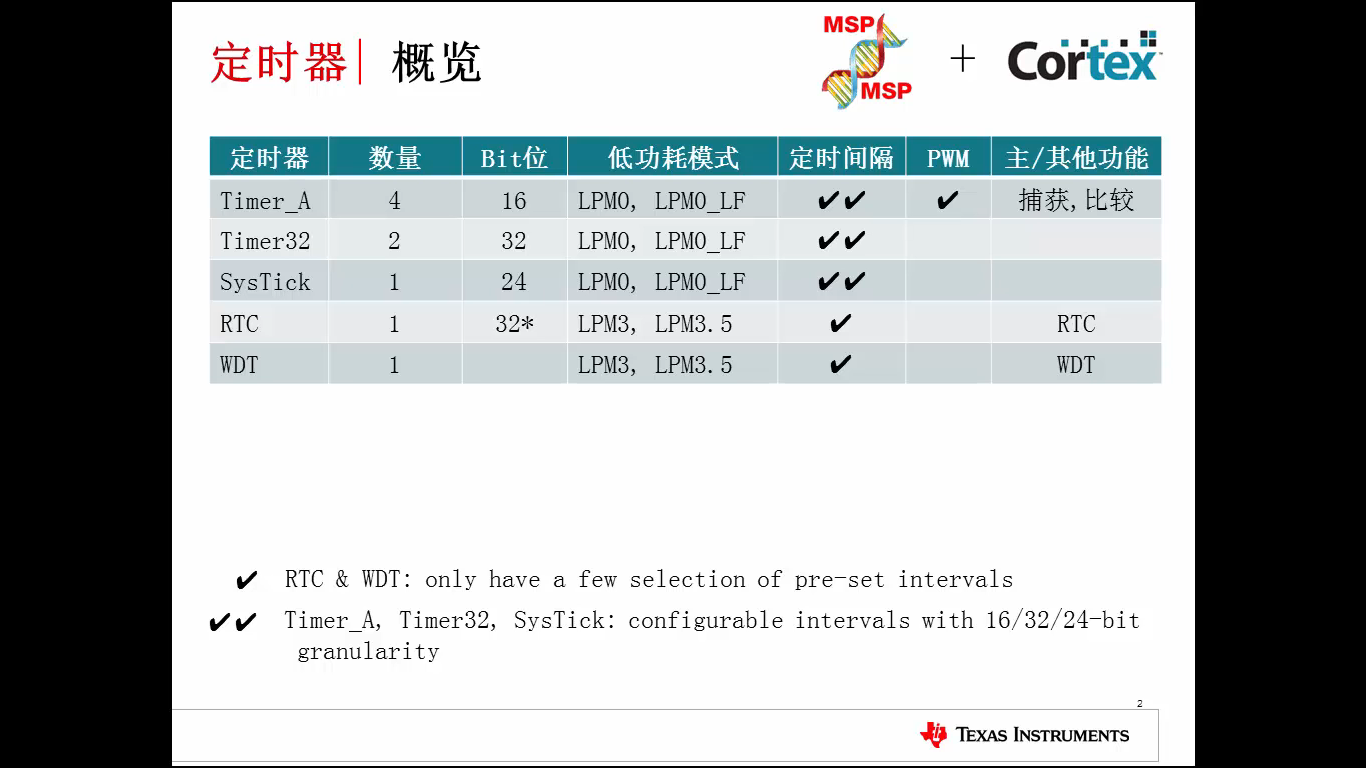 定时器| 概览
MSP
MSP
+
Cortex™
定时器 数量 Bit位 低功耗模式 定时间隔 PWM 主/其他功能
Timer_A 4 16 LPM0, LPM0_LF ✔✔ ✔ 捕获,比较
Timer32 2 32 LPM0, LPM0_LF ✔✔
SysTick 1 24 LPM0, LPM0_LF ✔✔
RTC 1 32* LPM3, LPM3.5 ✔ RTC
WDT 1 LPM3, LPM3.5 ✔ WDT
✔ RTC & WDT: only have a few selection of pre-set intervals
✔✔ Timer_A, Timer32, SysTick: configurable intervals with 16/32/24-bit
granularity
2
TEXAS INSTRUMENTS